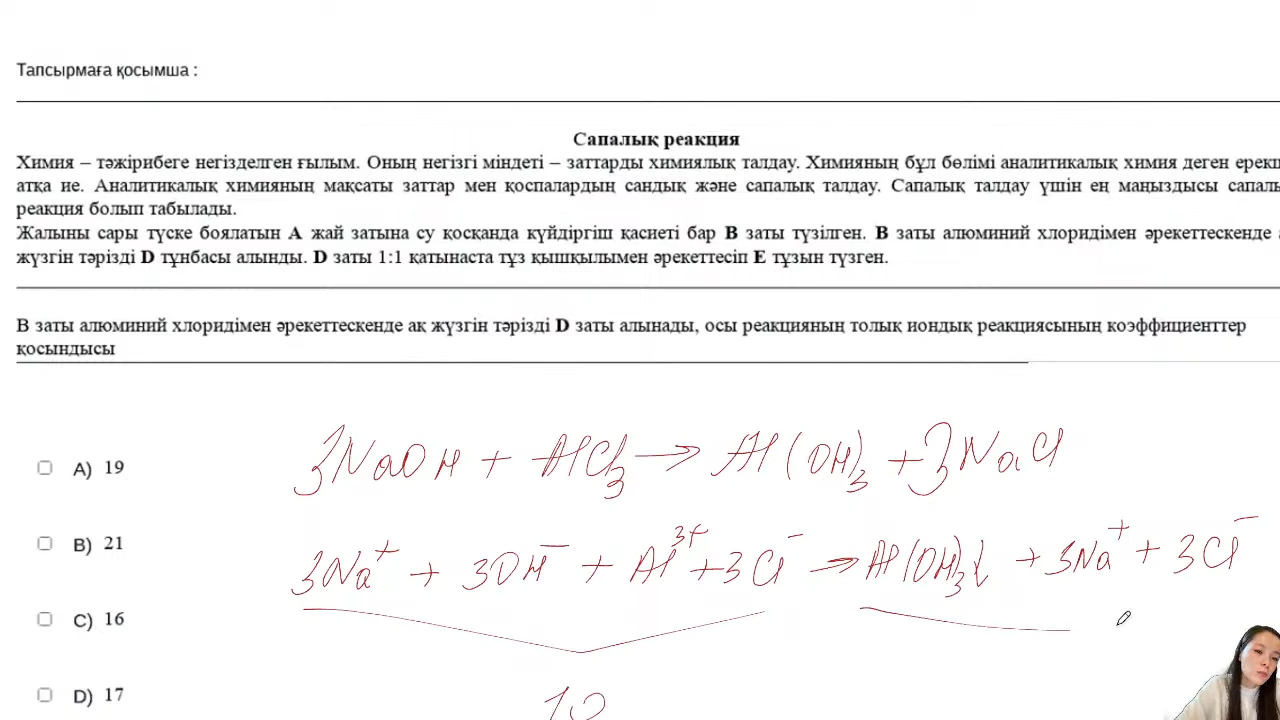 Тапсырмаға қосымша :
Сапалық реакция
Химия – тәжірибеге негізделген ғылым. Оның негізгі міндеті – заттарды химиялық талдау. Химияның бұл бөлімі аналитикалық химия деген
атқа ие. Аналитикалық химияның мақсаты заттар мен қоспалардың сандық және сапалық талдау. Сапалық талдау үшін ең маңыздысы
реакция болып табылады.
Жалыны сары түске боялатын A жай затына су қосқанда күйдіргіш қасиеті бар B заты түзілген. B заты алюминий хлоридімен әрекеттескенде
жүзгін тәрізді D тұнбасы алынды. D заты 1:1 қатынаста тұз қышқылымен әрекеттесіп E тұзын түзген.
В заты алюминий хлоридімен әрекеттескенде ақ жүзгін тәрізді D заты алынады, осы реакцияның толық иондық реакциясының коэффициенттер
қосындысы
3NaOH + AlCl3 → Al(OH)3 + 3NaCl
A) 19
3Na⁺ + 3OH⁻ + Al³⁺ + 3Cl⁻ → Al(OH)3↓ + 3Na⁺ + 3Cl⁻
B) 21
C) 16
D) 17
10